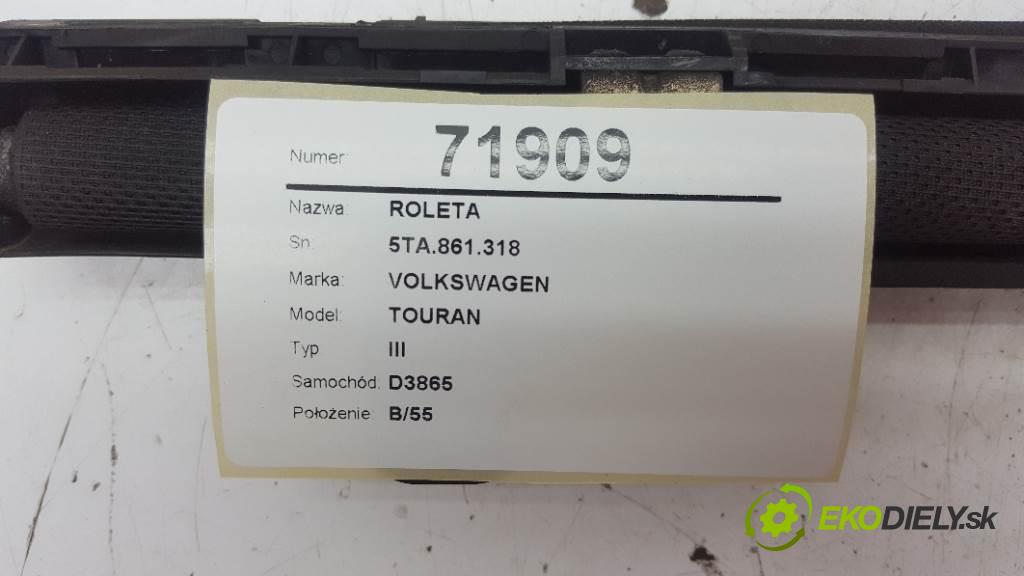 Numer: 71909
Nazwa: ROLETA
Sn: 5TA.861.318
Marka: VOLKSWAGEN
Model: TOURAN
Typ: III
Samochód: D3865
Położenie: B/55
EKODIELY.sk